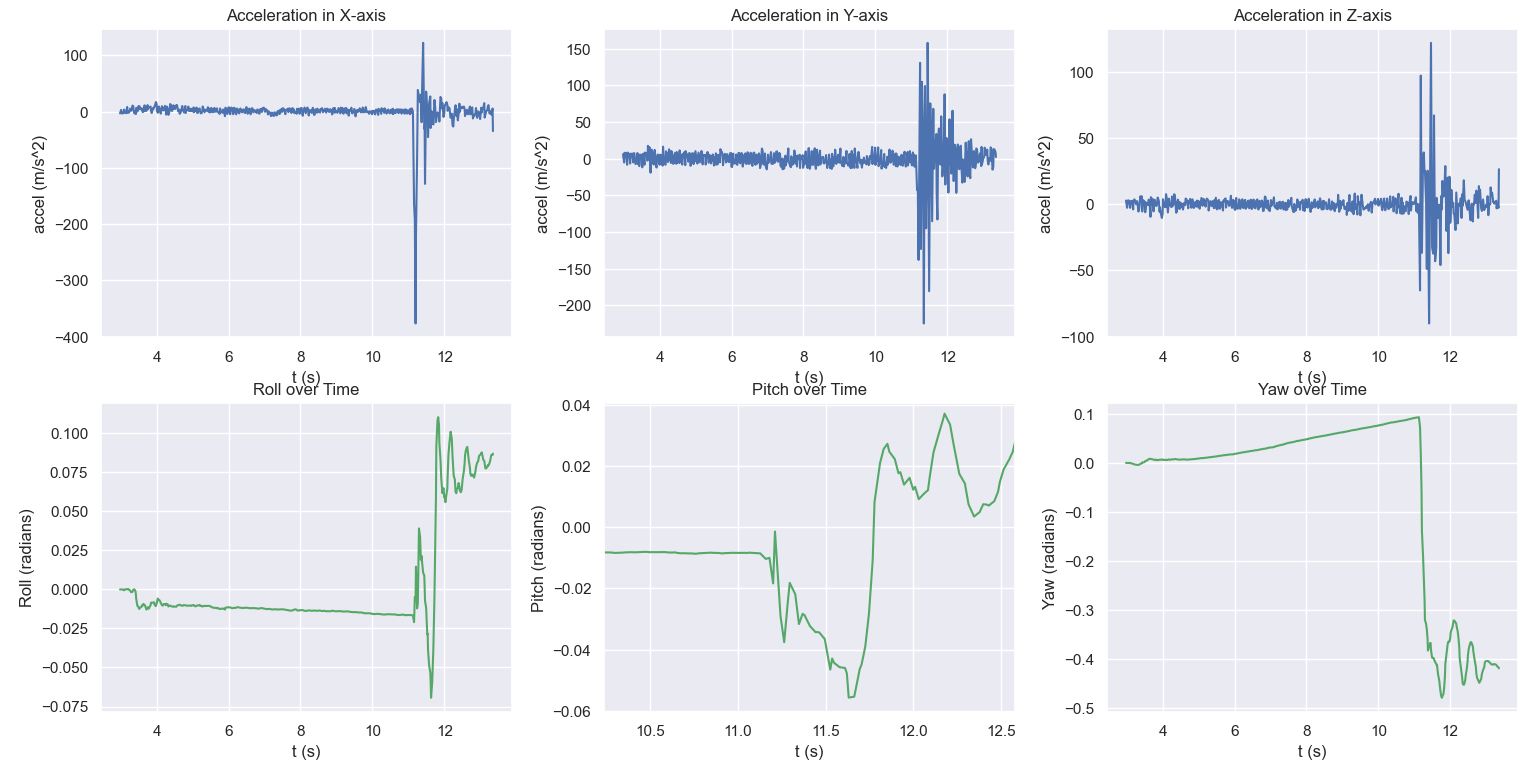 Acceleration in X-axis
accel (m/s^2)
100
0
−100
−200
−300
−400
4 6 8 10 12
t (s)
Acceleration in Y-axis
accel (m/s^2)
150
100
50
0
−50
−100
−150
−200
4 6 8 10 12
t (s)
Acceleration in Z-axis
accel (m/s^2)
100
50
0
−50
−100
4 6 8 10 12
t (s)
Roll over Time
Roll (radians)
0.100
0.075
0.050
0.025
0.000
−0.025
−0.050
−0.075
4 6 8 10 12
t (s)
Pitch over Time
Pitch (radians)
0.04
0.02
0.00
−0.02
−0.04
−0.06
10.5 11.0 11.5 12.0 12.5
t (s)
Yaw over Time
Yaw (radians)
0.1
0.0
−0.1
−0.2
−0.3
−0.4
−0.5
4 6 8 10 12
t (s)